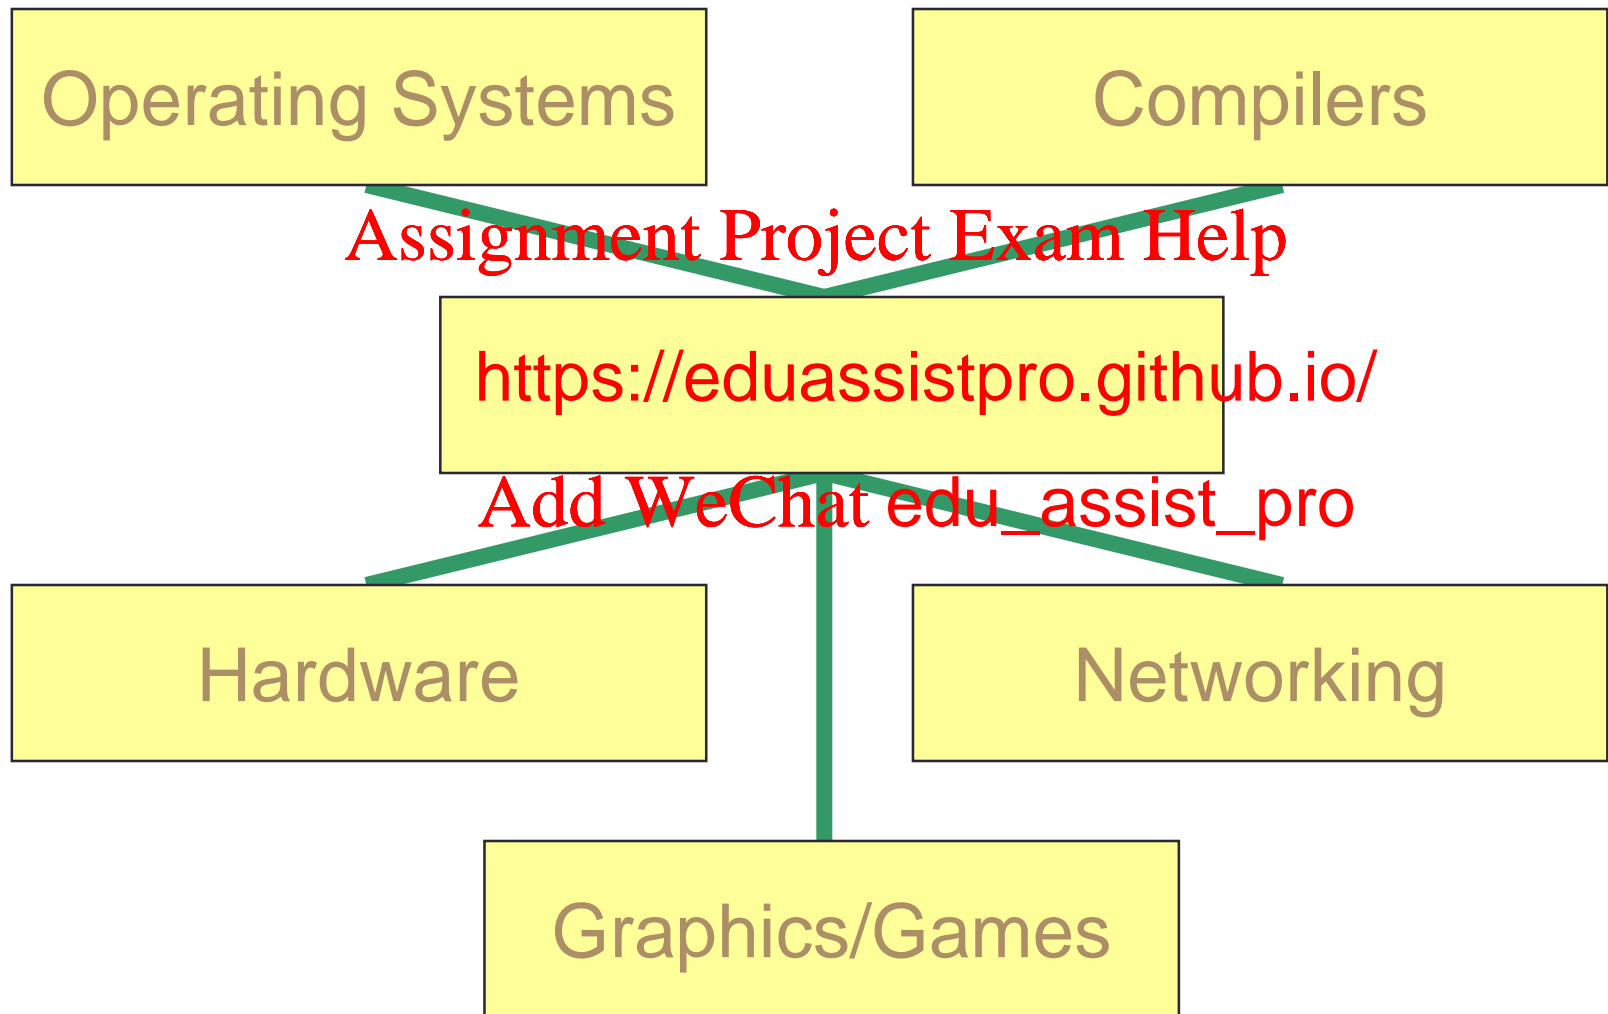 Operating Systems
Compilers
Assignment Project Exam Help
https://eduassistpro.github.io/
Add WeChat edu_assist_pro
Hardware
Networking
Graphics/Games